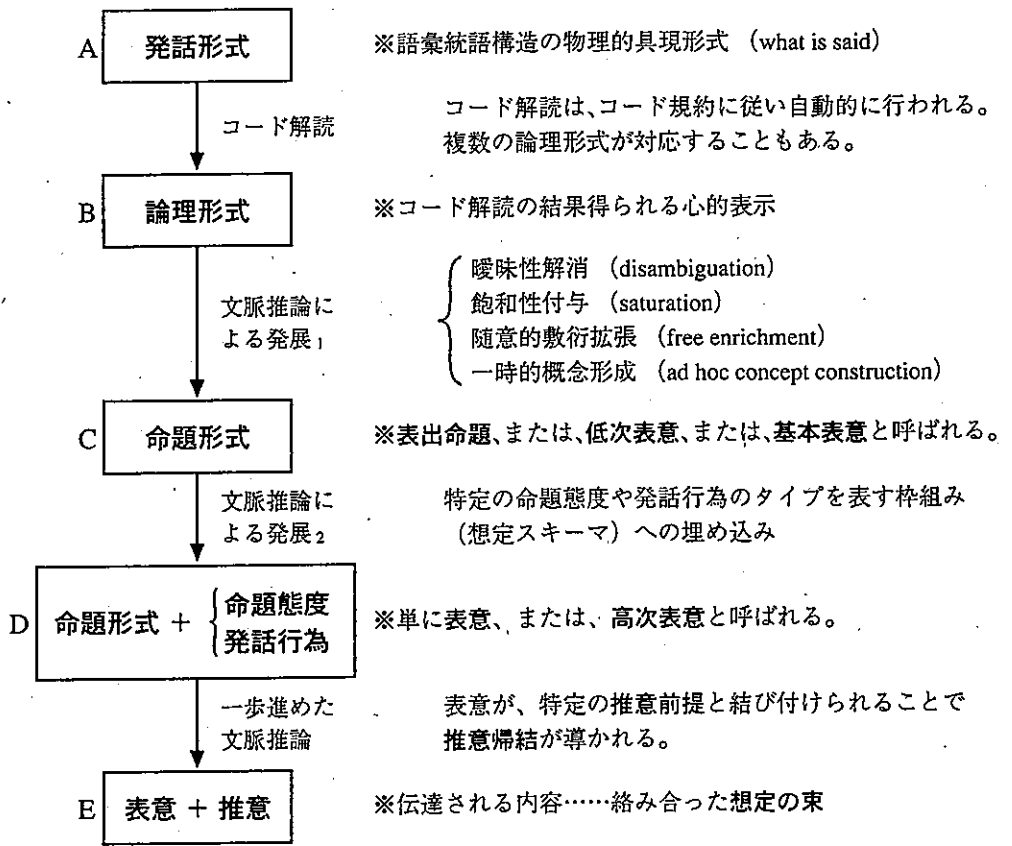 A 発話形式 ※語彙統語構造の物理的具現形式 (what is said)
コード解読
コード解読は、コード規約に従い自動的に行われる。
複数の論理形式が対応することもある。
B 論理形式 ※コード解読の結果得られる心的表示
文脈推論に
よる発展1
曖昧性解消 (disambiguation)
飽和性付与 (saturation)
随意的敷衍拡張 (free enrichment)
一時的概念形成 (ad hoc concept construction)
C 命題形式 ※表出命題、または、低次表意、または、基本表意と呼ばれる。
文脈推論に
よる発展2
特定の命題態度や発話行為のタイプを表す枠組み
(想定スキーマ)への埋め込み
D 命題形式 + 命題態度
発話行為
※単に表意、または、高次表意と呼ばれる。
一歩進めた
文脈推論
表意が、特定の推意前提と結び付けられることで
推意帰結が導かれる。
E 表意 + 推意 ※伝達される内容……絡み合った想定の束